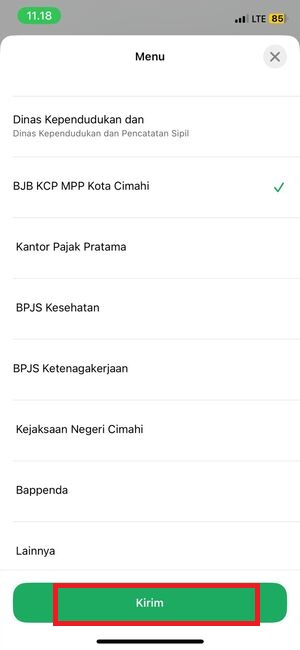 11.18
LTE 85
Menu
Dinas Kependudukan dan
Dinas Kependudukan dan Pencatatan Sipil
BJB KCP MPP Kota Cimahi
Kantor Pajak Pratama
BPJS Kesehatan
BPJS Ketenagakerjaan
Kejaksaan Negeri Cimahi
Bappenda
Lainnya
Kirim